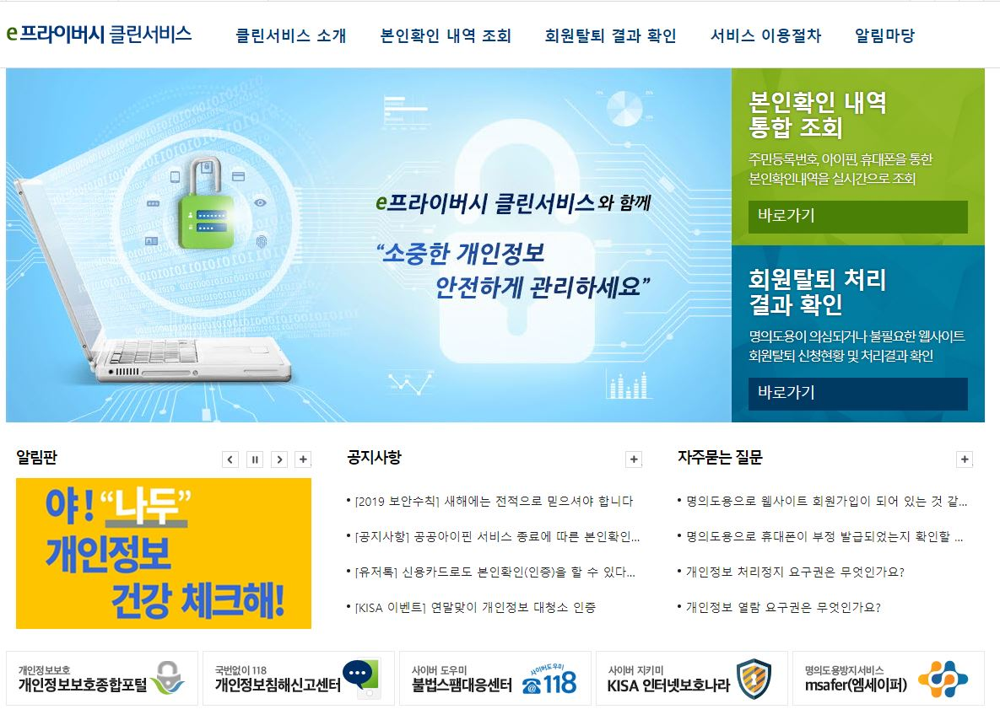 e프라이버시 클린서비스
클린서비스 소개 본인확인 내역 조회 회원탈퇴 결과 확인 서비스 이용절차 알림마당
e프라이버시 클린서비스와 함께
“소중한 개인정보
안전하게 관리하세요”
본인확인 내역
통합 조회
주민등록번호, 아이핀, 휴대폰을 통한
본인확인내역을 실시간으로 조회
바로가기
회원탈퇴 처리
결과 확인
명의도용이 의심되거나 불필요한 웹사이트
회원탈퇴 신청현황 및 처리결과 확인
바로가기
알림판
야! “나두”
개인정보
건강 체크해!
공지사항
• [2019 보안수칙] 새해에는 전적으로 믿으셔야 합니다
• [공지사항] 공공아이핀 서비스 종료에 따른 본인확인...
• [유저톡] 신용카드로도 본인확인(인증)을 할 수 있다...
• [KISA 이벤트] 연말맞이 개인정보 대청소 인증
자주묻는 질문
• 명의도용으로 웹사이트 회원가입이 되어 있는 것 같...
• 명의도용으로 휴대폰이 부정 발급되었는지 확인할 ...
• 개인정보 처리정지 요구권은 무엇인가요?
• 개인정보 열람 요구권은 무엇인가요?
개인정보보호
개인정보보호종합포털
국번없이 118
개인정보침해신고센터
사이버 도우미
불법스팸대응센터
사이버도우미
118
사이버 지키미
KISA 인터넷보호나라
명의도용방지서비스
msafer(엠세이퍼)